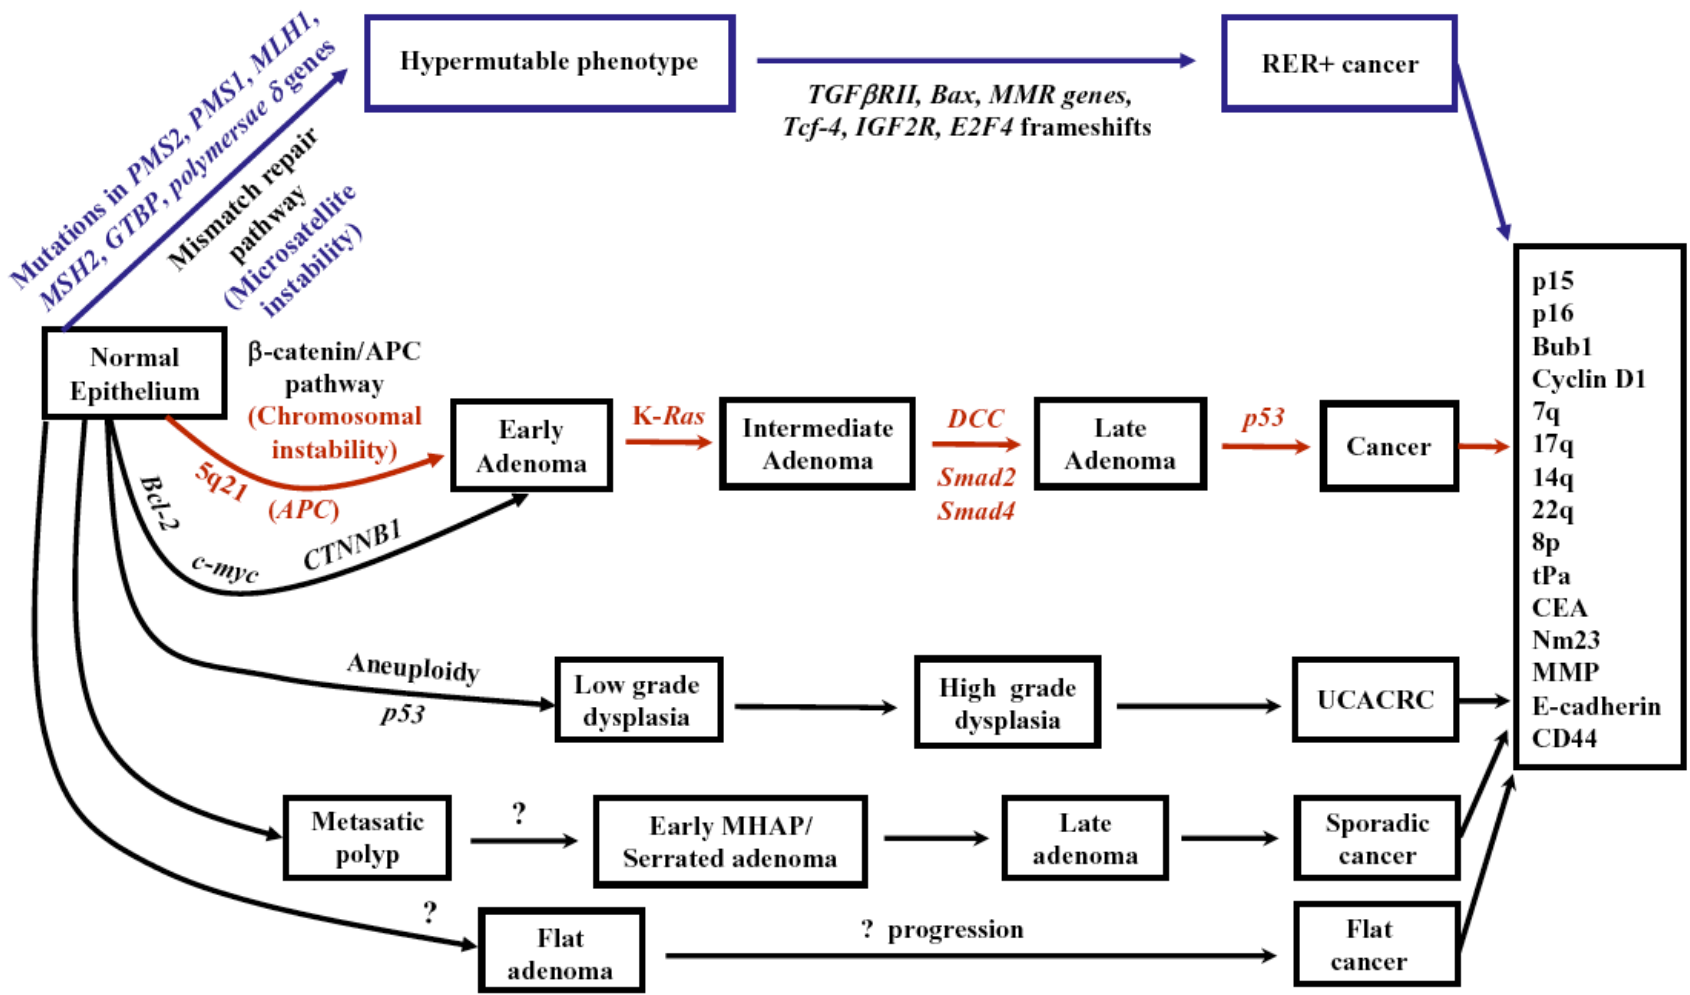 Mutations in PMS2, PMS1, MLH1,
MSH2, GTBP, polymersae δ genes
Mismatch repair
pathway
(Microsatellite
instability)
Hypermutable phenotype
TGFβRII, Bax, MMR genes,
Tcf-4, IGF2R, E2F4 frameshifts
RER+ cancer
Normal
Epithelium
β-catenin/APC
pathway
(Chromosomal
instability)
5q21
(APC)
Bcl-2
c-myc
CTNNB1
Early
Adenoma
K-Ras
Intermediate
Adenoma
DCC
Smad2
Smad4
Late
Adenoma
p53
Cancer
Aneuploidy
p53
Low grade
dysplasia
High grade
dysplasia
UCACRC
Metasatic
polyp
?
Early MHAP/
Serrated adenoma
Late
adenoma
Sporadic
cancer
?
Flat
adenoma
? progression
Flat
cancer
p15
p16
Bub1
Cyclin D1
7q
17q
14q
22q
8p
tPa
CEA
Nm23
MMP
E-cadherin
CD44